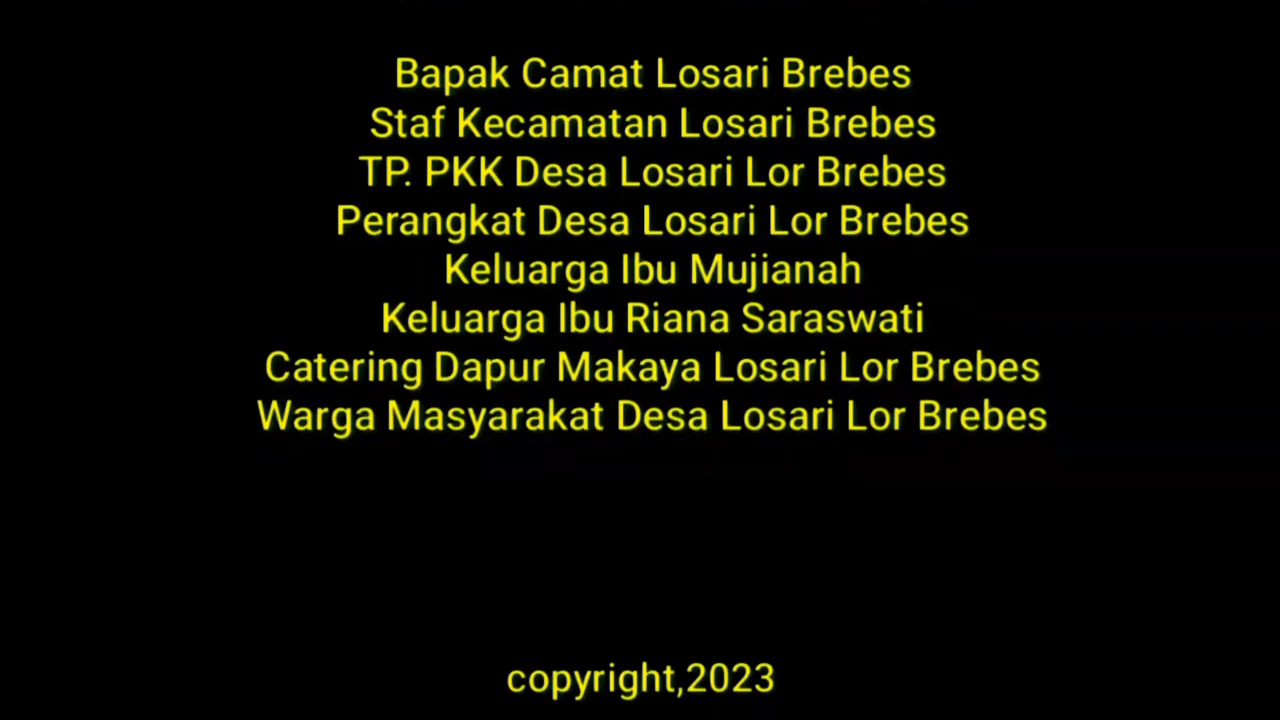 Bapak Camat Losari Brebes
Staf Kecamatan Losari Brebes
TP. PKK Desa Losari Lor Brebes
Perangkat Desa Losari Lor Brebes
Keluarga Ibu Mujianah
Keluarga Ibu Riana Saraswati
Catering Dapur Makaya Losari Lor Brebes
Warga Masyarakat Desa Losari Lor Brebes
copyright,2023